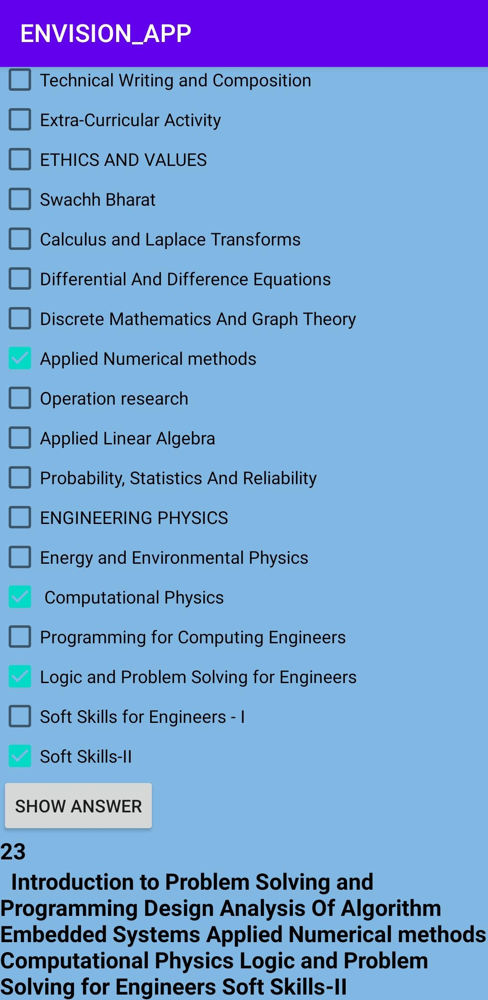 ENVISION_APP
Technical Writing and Composition
Extra-Curricular Activity
ETHICS AND VALUES
Swachh Bharat
Calculus and Laplace Transforms
Differential And Difference Equations
Discrete Mathematics And Graph Theory
Applied Numerical methods
Operation research
Applied Linear Algebra
Probability, Statistics And Reliability
ENGINEERING PHYSICS
Energy and Environmental Physics
Computational Physics
Programming for Computing Engineers
Logic and Problem Solving for Engineers
Soft Skills for Engineers - I
Soft Skills-II
SHOW ANSWER
23
Introduction to Problem Solving and
Programming Design Analysis Of Algorithm
Embedded Systems Applied Numerical methods
Computational Physics Logic and Problem
Solving for Engineers Soft Skills-II